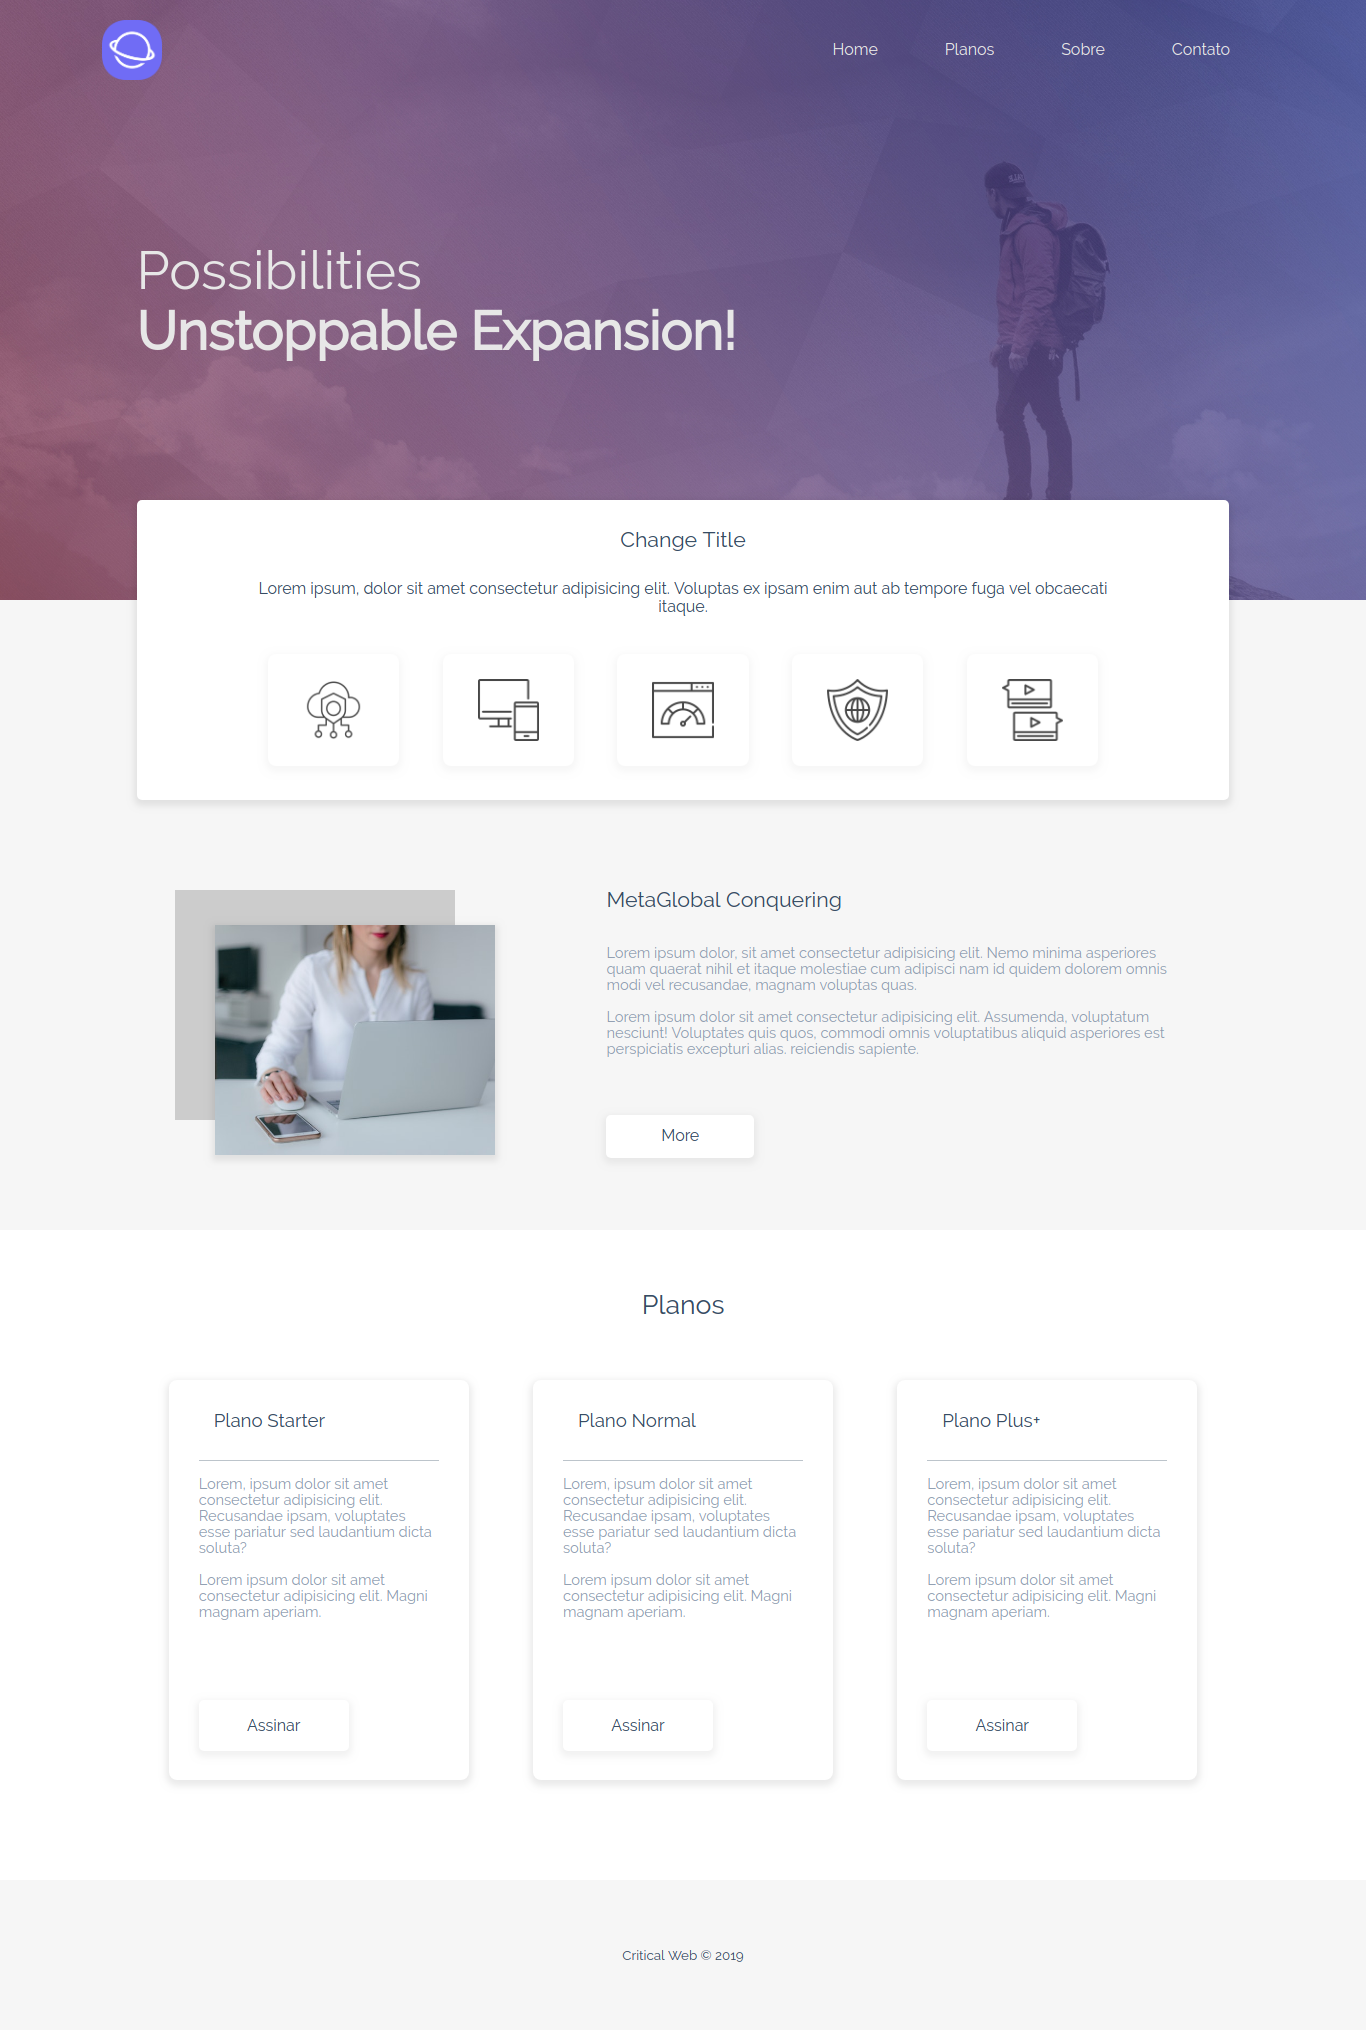 Home Planos Sobre Contato
Possibilities
Unstoppable Expansion!
Change Title
Lorem ipsum, dolor sit amet consectetur adipisicing elit. Voluptas ex ipsam enim aut ab tempore fuga vel obcaecati
itaque.
MetaGlobal Conquering
Lorem ipsum dolor, sit amet consectetur adipisicing elit. Nemo minima asperiores
quam quaerat nihil et itaque molestiae cum adipisci nam id quidem dolorem omnis
modi vel recusandae, magnam voluptas quas.
Lorem ipsum dolor sit amet consectetur adipisicing elit. Assumenda, voluptatum
nesciunt! Voluptates quis quos, commodi omnis voluptatibus aliquid asperiores est
perspiciatis excepturi alias. reiciendis sapiente.
More
Planos
Plano Starter
Lorem, ipsum dolor sit amet
consectetur adipisicing elit.
Recusandae ipsam, voluptates
esse pariatur sed laudantium dicta
soluta?
Lorem ipsum dolor sit amet
consectetur adipisicing elit. Magni
magnam aperiam.
Assinar
Plano Normal
Lorem, ipsum dolor sit amet
consectetur adipisicing elit.
Recusandae ipsam, voluptates
esse pariatur sed laudantium dicta
soluta?
Lorem ipsum dolor sit amet
consectetur adipisicing elit. Magni
magnam aperiam.
Assinar
Plano Plus+
Lorem, ipsum dolor sit amet
consectetur adipisicing elit.
Recusandae ipsam, voluptates
esse pariatur sed laudantium dicta
soluta?
Lorem ipsum dolor sit amet
consectetur adipisicing elit. Magni
magnam aperiam.
Assinar
Critical Web © 2019